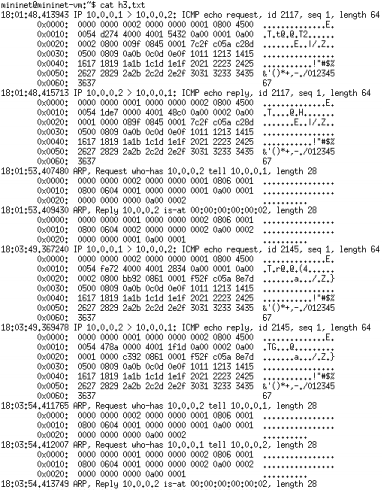 mininet@mininet-vm:~$ cat h3.txt
18:01:48.413943 IP 10.0.0.1 > 10.0.0.2: ICMP echo request, id 2117, seq 1, length 64
0x0000: 0000 0000 0002 0000 0000 0001 0800 4500 ..............E.
0x0010: 0054 d274 4000 4001 5432 0a00 0001 0a00 .T.t@.@.T2......
0x0020: 0002 0800 009f 0845 0001 7c2f c05a c28d .......E..|/.Z..
0x0030: 0500 0809 0a0b 0c0d 0e0f 1011 1213 1415 ................
0x0040: 1617 1819 1a1b 1c1d 1e1f 2021 2223 2425 ...........!"#$%
0x0050: 2627 2829 2a2b 2c2d 2e2f 3031 3233 3435 &'()*+,-./012345
0x0060: 3637 67
18:01:48.415713 IP 10.0.0.2 > 10.0.0.1: ICMP echo reply, id 2117, seq 1, length 64
0x0000: 0000 0000 0001 0000 0000 0002 0800 4500 ..............E.
0x0010: 0054 1de7 0000 4001 48c0 0a00 0002 0a00 .T....@.H.......
0x0020: 0001 0000 089f 0845 0001 7c2f c05a c28d .......E..|/.Z..
0x0030: 0500 0809 0a0b 0c0d 0e0f 1011 1213 1415 ................
0x0040: 1617 1819 1a1b 1c1d 1e1f 2021 2223 2425 ...........!"#$%
0x0050: 2627 2829 2a2b 2c2d 2e2f 3031 3233 3435 &'()*+,-./012345
0x0060: 3637 67
18:01:53.407480 ARP, Request who-has 10.0.0.2 tell 10.0.0.1, length 28
0x0000: 0000 0000 0002 0000 0000 0001 0806 0001 ................
0x0010: 0800 0604 0001 0000 0000 0001 0a00 0001 ................
0x0020: 0000 0000 0000 0a00 0002 ..........
18:01:53.409430 ARP, Reply 10.0.0.2 is-at 00:00:00:00:00:02, length 28
0x0000: 0000 0000 0001 0000 0000 0002 0806 0001 ................
0x0010: 0800 0604 0002 0000 0000 0002 0a00 0002 ................
0x0020: 0000 0000 0001 0a00 0001 ..........
18:03:49.367240 IP 10.0.0.1 > 10.0.0.2: ICMP echo request, id 2145, seq 1, length 64
0x0000: 0000 0000 0002 0000 0000 0001 0800 4500 ..............E.
0x0010: 0054 fe72 4000 4001 2834 0a00 0001 0a00 .T.r@.@.(4......
0x0020: 0002 0800 bb92 0861 0001 f52f c05a 8e7d .......a.../.Z.}
0x0030: 0500 0809 0a0b 0c0d 0e0f 1011 1213 1415 ................
0x0040: 1617 1819 1a1b 1c1d 1e1f 2021 2223 2425 ...........!"#$%
0x0050: 2627 2829 2a2b 2c2d 2e2f 3031 3233 3435 &'()*+,-./012345
0x0060: 3637 67
18:03:49.369478 IP 10.0.0.2 > 10.0.0.1: ICMP echo reply, id 2145, seq 1, length 64
0x0000: 0000 0000 0001 0000 0000 0002 0800 4500 ..............E.
0x0010: 0054 478a 0000 4001 1f1d 0a00 0002 0a00 .TG...@.........
0x0020: 0001 0000 c392 0861 0001 f52f c05a 8e7d .......a.../.Z.}
0x0030: 0500 0809 0a0b 0c0d 0e0f 1011 1213 1415 ................
0x0040: 1617 1819 1a1b 1c1d 1e1f 2021 2223 2425 ...........!"#$%
0x0050: 2627 2829 2a2b 2c2d 2e2f 3031 3233 3435 &'()*+,-./012345
0x0060: 3637 67
18:03:54.411765 ARP, Request who-has 10.0.0.2 tell 10.0.0.1, length 28
0x0000: 0000 0000 0002 0000 0000 0001 0806 0001 ................
0x0010: 0800 0604 0001 0000 0000 0001 0a00 0001 ................
0x0020: 0000 0000 0000 0a00 0002 ..........
18:03:54.412007 ARP, Request who-has 10.0.0.1 tell 10.0.0.2, length 28
0x0000: 0000 0000 0001 0000 0000 0002 0806 0001 ................
0x0010: 0800 0604 0001 0000 0000 0002 0a00 0002 ................
0x0020: 0000 0000 0000 0a00 0001 ..........
18:03:54.413749 ARP, Reply 10.0.0.2 is-at 00:00:00:00:00:02, length 28